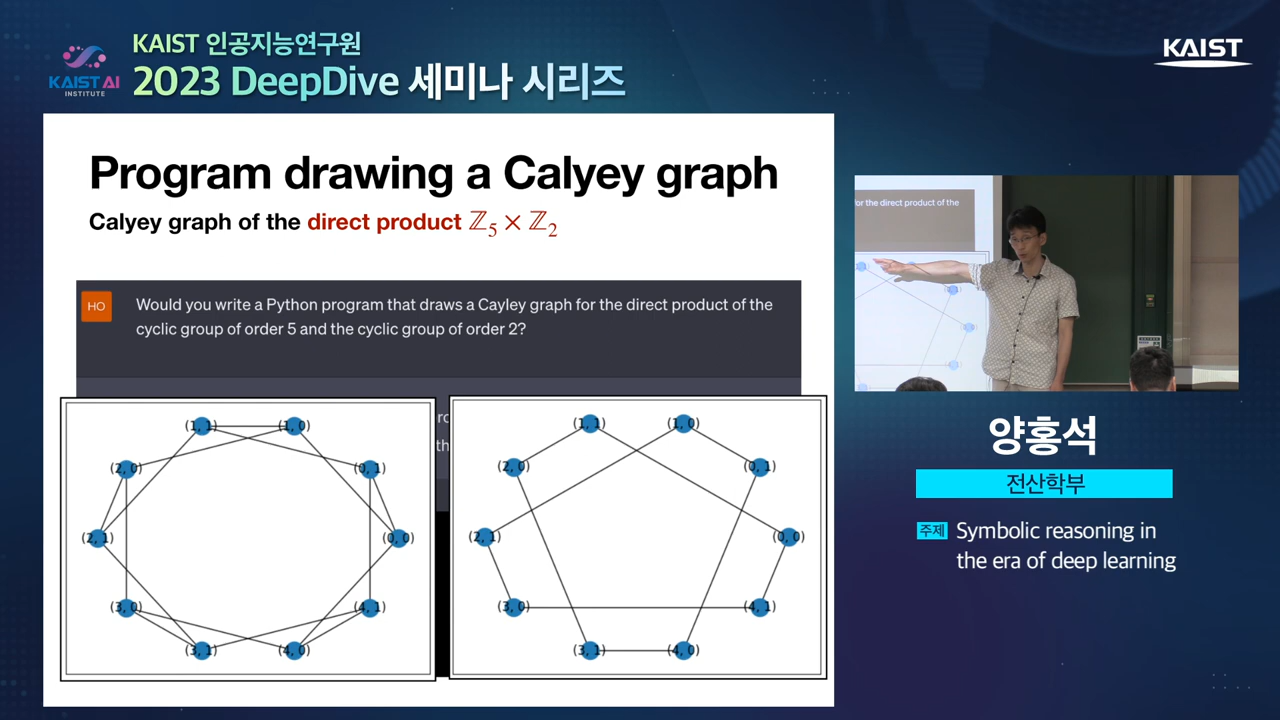 KAIST AI
INSTITUTE
KAIST 인공지능연구원
2023 DeepDive 세미나 시리즈
KAIST
Program drawing a Calyey graph
Calyey graph of the direct product ℤ₅ × ℤ₂
HO
Would you write a Python program that draws a Cayley graph for the direct product of the
cyclic group of order 5 and the cyclic group of order 2?
(1, 1) (1, 0)
(2, 0) (0, 1)
(2, 1) (0, 0)
(3, 0) (4, 1)
(3, 1) (4, 0)
(1, 1) (1, 0)
(2, 0) (0, 1)
(2, 1) (0, 0)
(3, 0) (4, 1)
(3, 1) (4, 0)
for the direct product of the
양홍석
전산학부
주제 Symbolic reasoning in
the era of deep learning